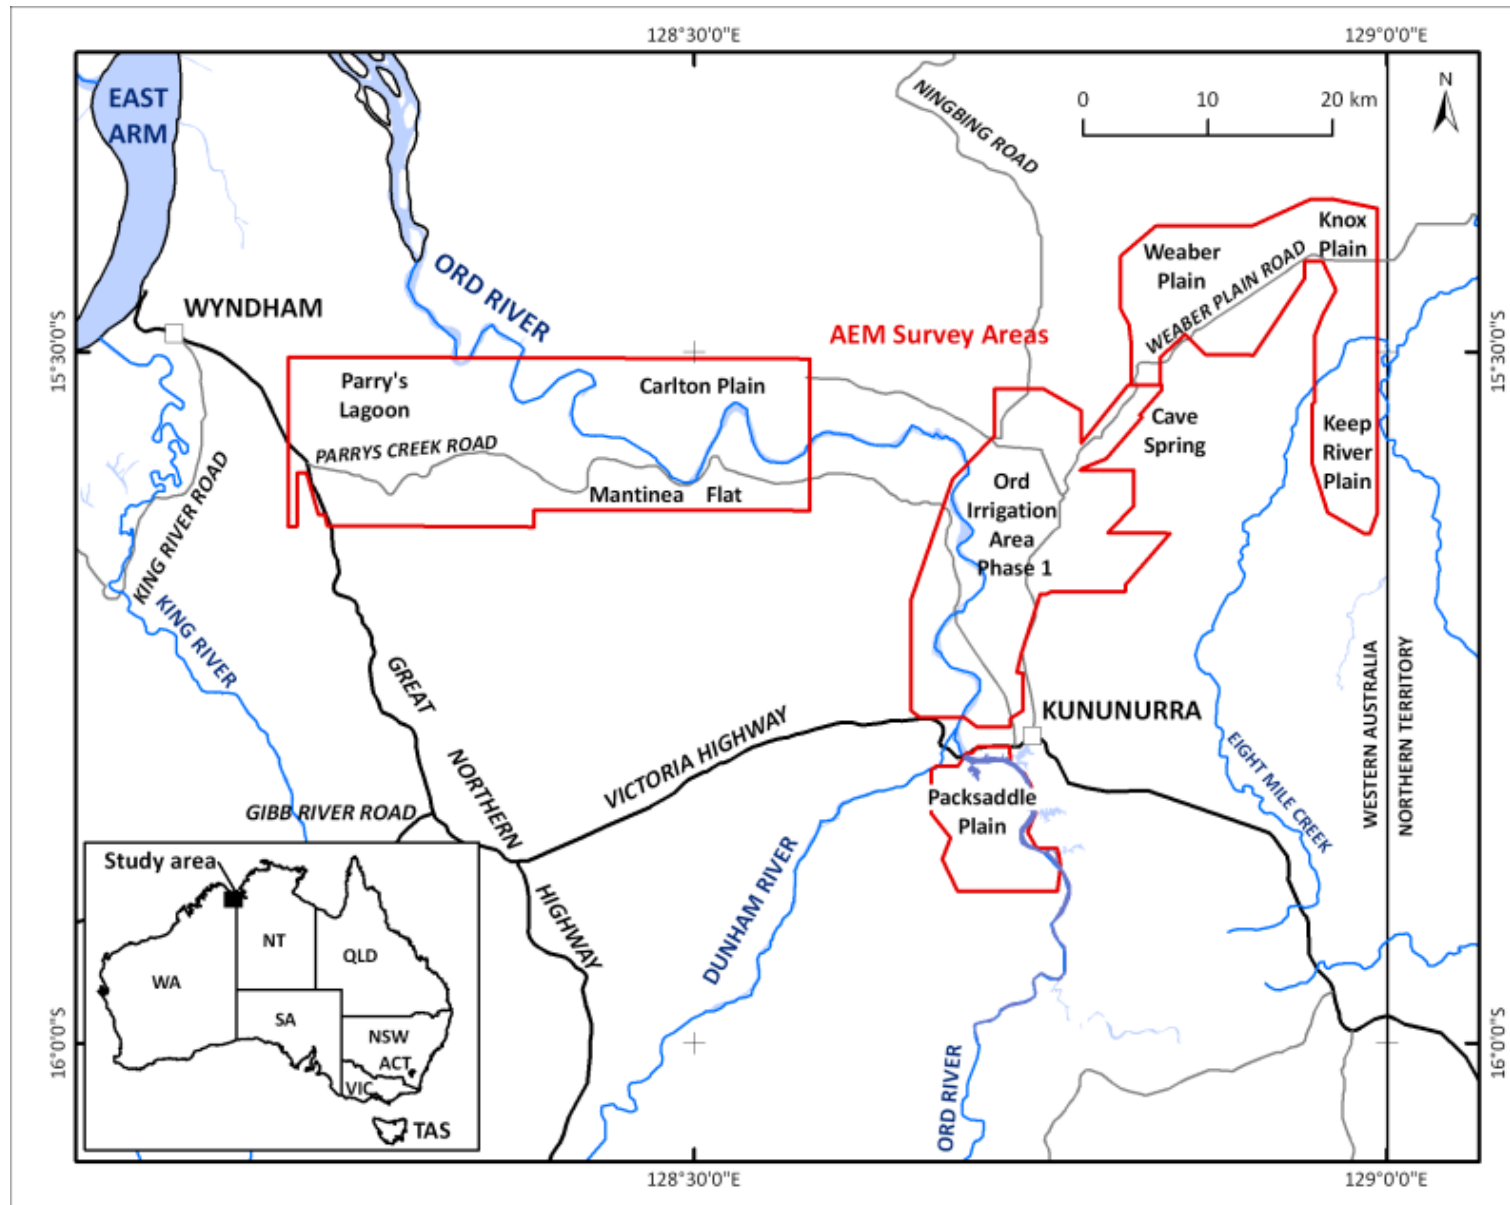 128°30'0"E
129°0'0"E
EAST
ARM
NINGBING ROAD
0 10 20 km
N
Knox
Plain
Weaber
Plain
ORD RIVER
WEABER PLAIN ROAD
WYNDHAM
AEM Survey Areas
15°30'0"S
15°30'0"S
Parry's
Lagoon
Carlton Plain
Cave
Spring
Keep
River
Plain
PARRYS CREEK ROAD
Mantinea Flat
Ord
Irrigation
Area
Phase 1
KING RIVER ROAD
KING RIVER
GREAT
NORTHERN
HIGHWAY
WESTERN AUSTRALIA
NORTHERN TERRITORY
KUNUNURRA
VICTORIA HIGHWAY
EIGHT MILE CREEK
GIBB RIVER ROAD
Packsaddle
Plain
DUNHAM RIVER
Study area
NT
QLD
WA
SA
NSW
ACT
VIC
TAS
16°0'0"S
16°0'0"S
ORD RIVER
128°30'0"E
129°0'0"E